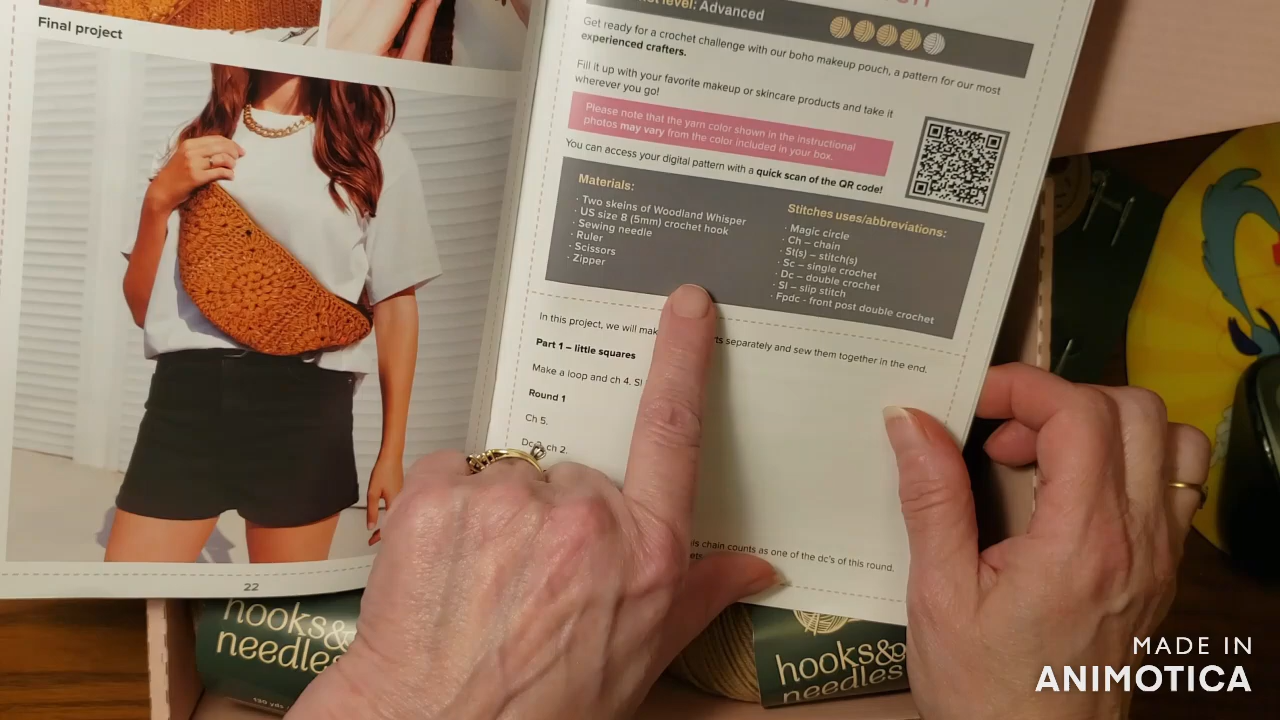 Final project
22
level: Advanced
Get ready for a crochet challenge with our boho makeup pouch, a pattern for our most
experienced crafters.
Fill it up with your favorite makeup or skincare products and take it
wherever you go!
Please note that the yarn color shown in the instructional
photos may vary from the color included in your box.
You can access your digital pattern with a quick scan of the QR code!
Materials:
· Two skeins of Woodland Whisper
· US size 8 (5mm) crochet hook
· Sewing needle
· Ruler
· Scissors
· Zipper
Stitches uses/abbreviations:
· Magic circle
· Ch – chain
· St(s) – stitch(s)
· Sc – single crochet
· Dc – double crochet
· Sl – slip stitch
· Fpdc - front post double crochet
In this project, we will separately and sew them together in the end.
Part 1 – little squares
Make a loop and ch 4. Sl
Round 1
Ch 5.
Dc ch 2.
chain counts as one of the dc's of this round.
hooks&
needles
120 yds /
hooks&
needles
MADE IN
ANIMOTICA